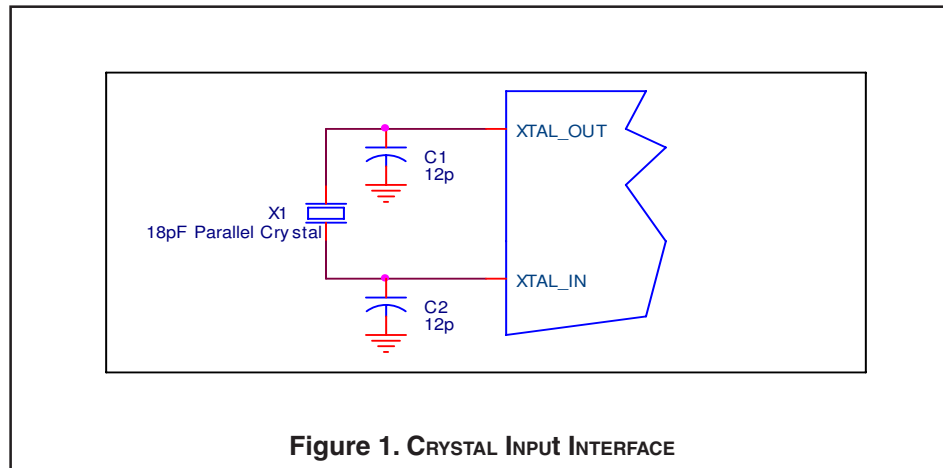 XTAL_OUT
C1
12p
X1
18pF Parallel Crystal
XTAL_IN
C2
12p
Figure 1. CRYSTAL INPUT INTERFACE